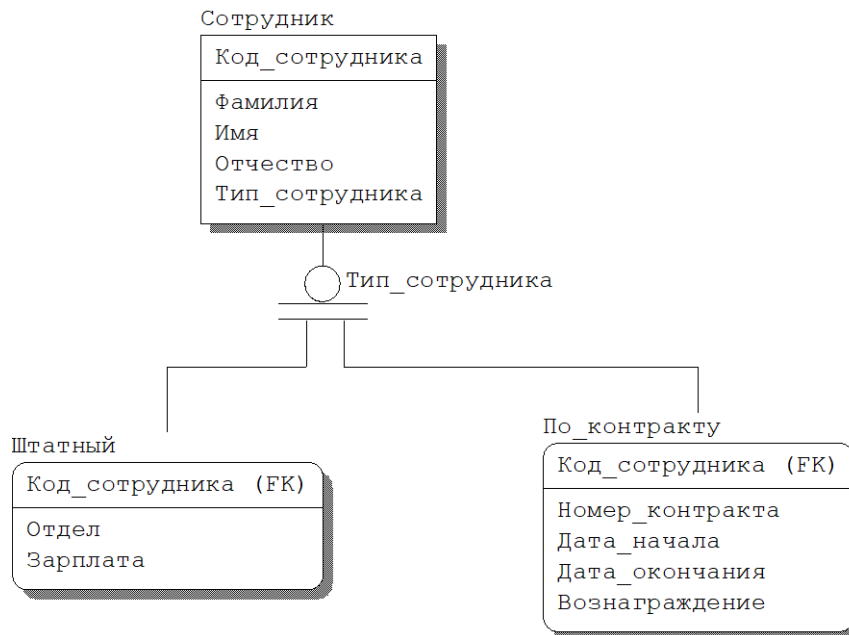 Сотрудник
Код_сотрудника
Фамилия
Имя
Отчество
Тип_сотрудника
Тип_сотрудника
Штатный
Код_сотрудника (FK)
Отдел
Зарплата
По_контракту
Код_сотрудника (FK)
Номер_контракта
Дата_начала
Дата_окончания
Вознаграждение